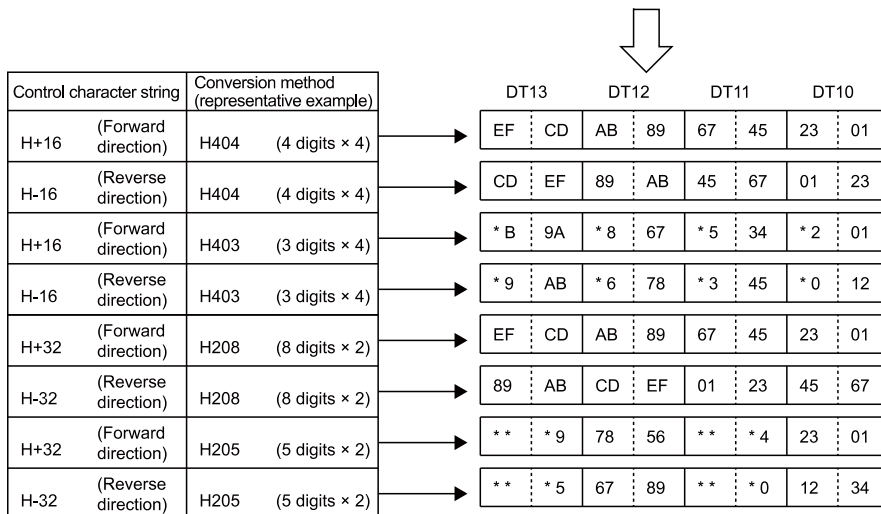 Control character string Conversion method (representative example) DT13 DT12 DT11 DT10
H+16 (Forward direction) H404 (4 digits × 4) EF CD AB 89 67 45 23 01
H-16 (Reverse direction) H404 (4 digits × 4) CD EF 89 AB 45 67 01 23
H+16 (Forward direction) H403 (3 digits × 4) * B 9A * 8 67 * 5 34 * 2 01
H-16 (Reverse direction) H403 (3 digits × 4) * 9 AB * 6 78 * 3 45 * 0 12
H+32 (Forward direction) H208 (8 digits × 2) EF CD AB 89 67 45 23 01
H-32 (Reverse direction) H208 (8 digits × 2) 89 AB CD EF 01 23 45 67
H+32 (Forward direction) H205 (5 digits × 2) * * * 9 78 56 * * * 4 23 01
H-32 (Reverse direction) H205 (5 digits × 2) * * * 5 67 89 * * * 0 12 34